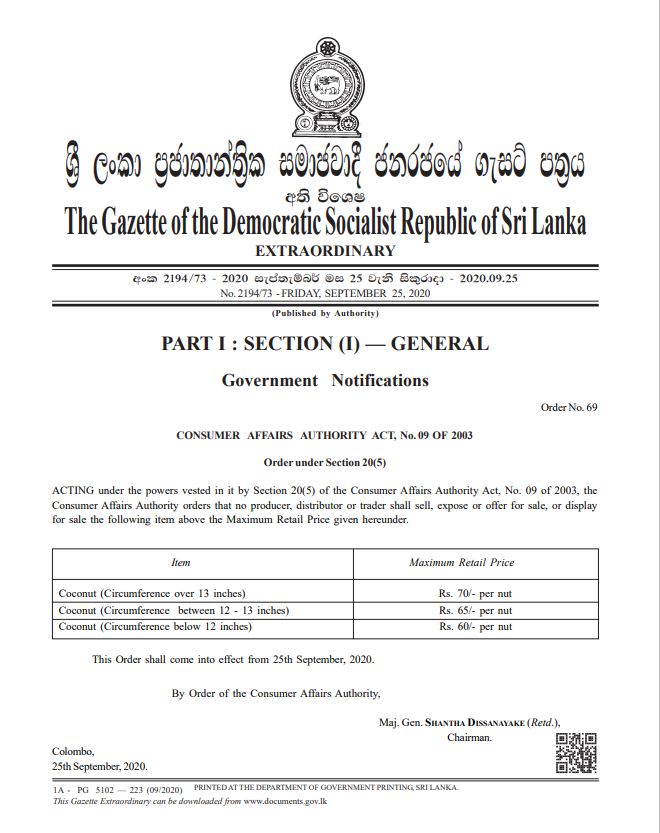 ශ්‍රී ලංකා ප්‍රජාතාන්ත්‍රික සමාජවාදී ජනරජයේ ගැසට් පත්‍රය
අති විශෙෂ
The Gazette of the Democratic Socialist Republic of Sri Lanka
EXTRAORDINARY
අංක 2194/73 - 2020 සැප්තැම්බර් මස 25 වැනි සිකුරාදා - 2020.09.25
No. 2194/73 - FRIDAY, SEPTEMBER 25, 2020
(Published by Authority)
PART I : SECTION (I) — GENERAL
Government Notifications
Order No. 69
CONSUMER AFFAIRS AUTHORITY ACT, No. 09 OF 2003
Order under Section 20(5)
ACTING under the powers vested in it by Section 20(5) of the Consumer Affairs Authority Act, No. 09 of 2003, the
Consumer Affairs Authority orders that no producer, distributor or trader shall sell, expose or offer for sale, or display
for sale the following item above the Maximum Retail Price given hereunder.
Item Maximum Retail Price
Coconut (Circumference over 13 inches) Rs. 70/- per nut
Coconut (Circumference between 12 - 13 inches) Rs. 65/- per nut
Coconut (Circumference below 12 inches) Rs. 60/- per nut
This Order shall come into effect from 25th September, 2020.
By Order of the Consumer Affairs Authority,
Maj. Gen. SHANTHA DISSANAYAKE (Retd.),
Chairman.
Colombo,
25th September, 2020.
1A - PG 5102 — 223 (09/2020) PRINTED AT THE DEPARTMENT OF GOVERNMENT PRINTING, SRI LANKA.
This Gazette Extraordinary can be downloaded from www.documents.gov.lk